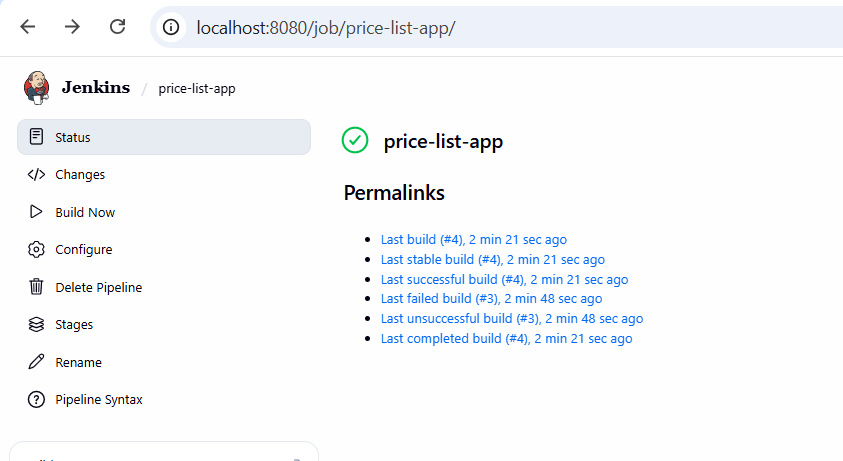 localhost:8080/job/price-list-app/
Jenkins / price-list-app
Status
Changes
Build Now
Configure
Delete Pipeline
Stages
Rename
Pipeline Syntax
price-list-app
Permalinks
Last build (#4), 2 min 21 sec ago
Last stable build (#4), 2 min 21 sec ago
Last successful build (#4), 2 min 21 sec ago
Last failed build (#3), 2 min 48 sec ago
Last unsuccessful build (#3), 2 min 48 sec ago
Last completed build (#4), 2 min 21 sec ago